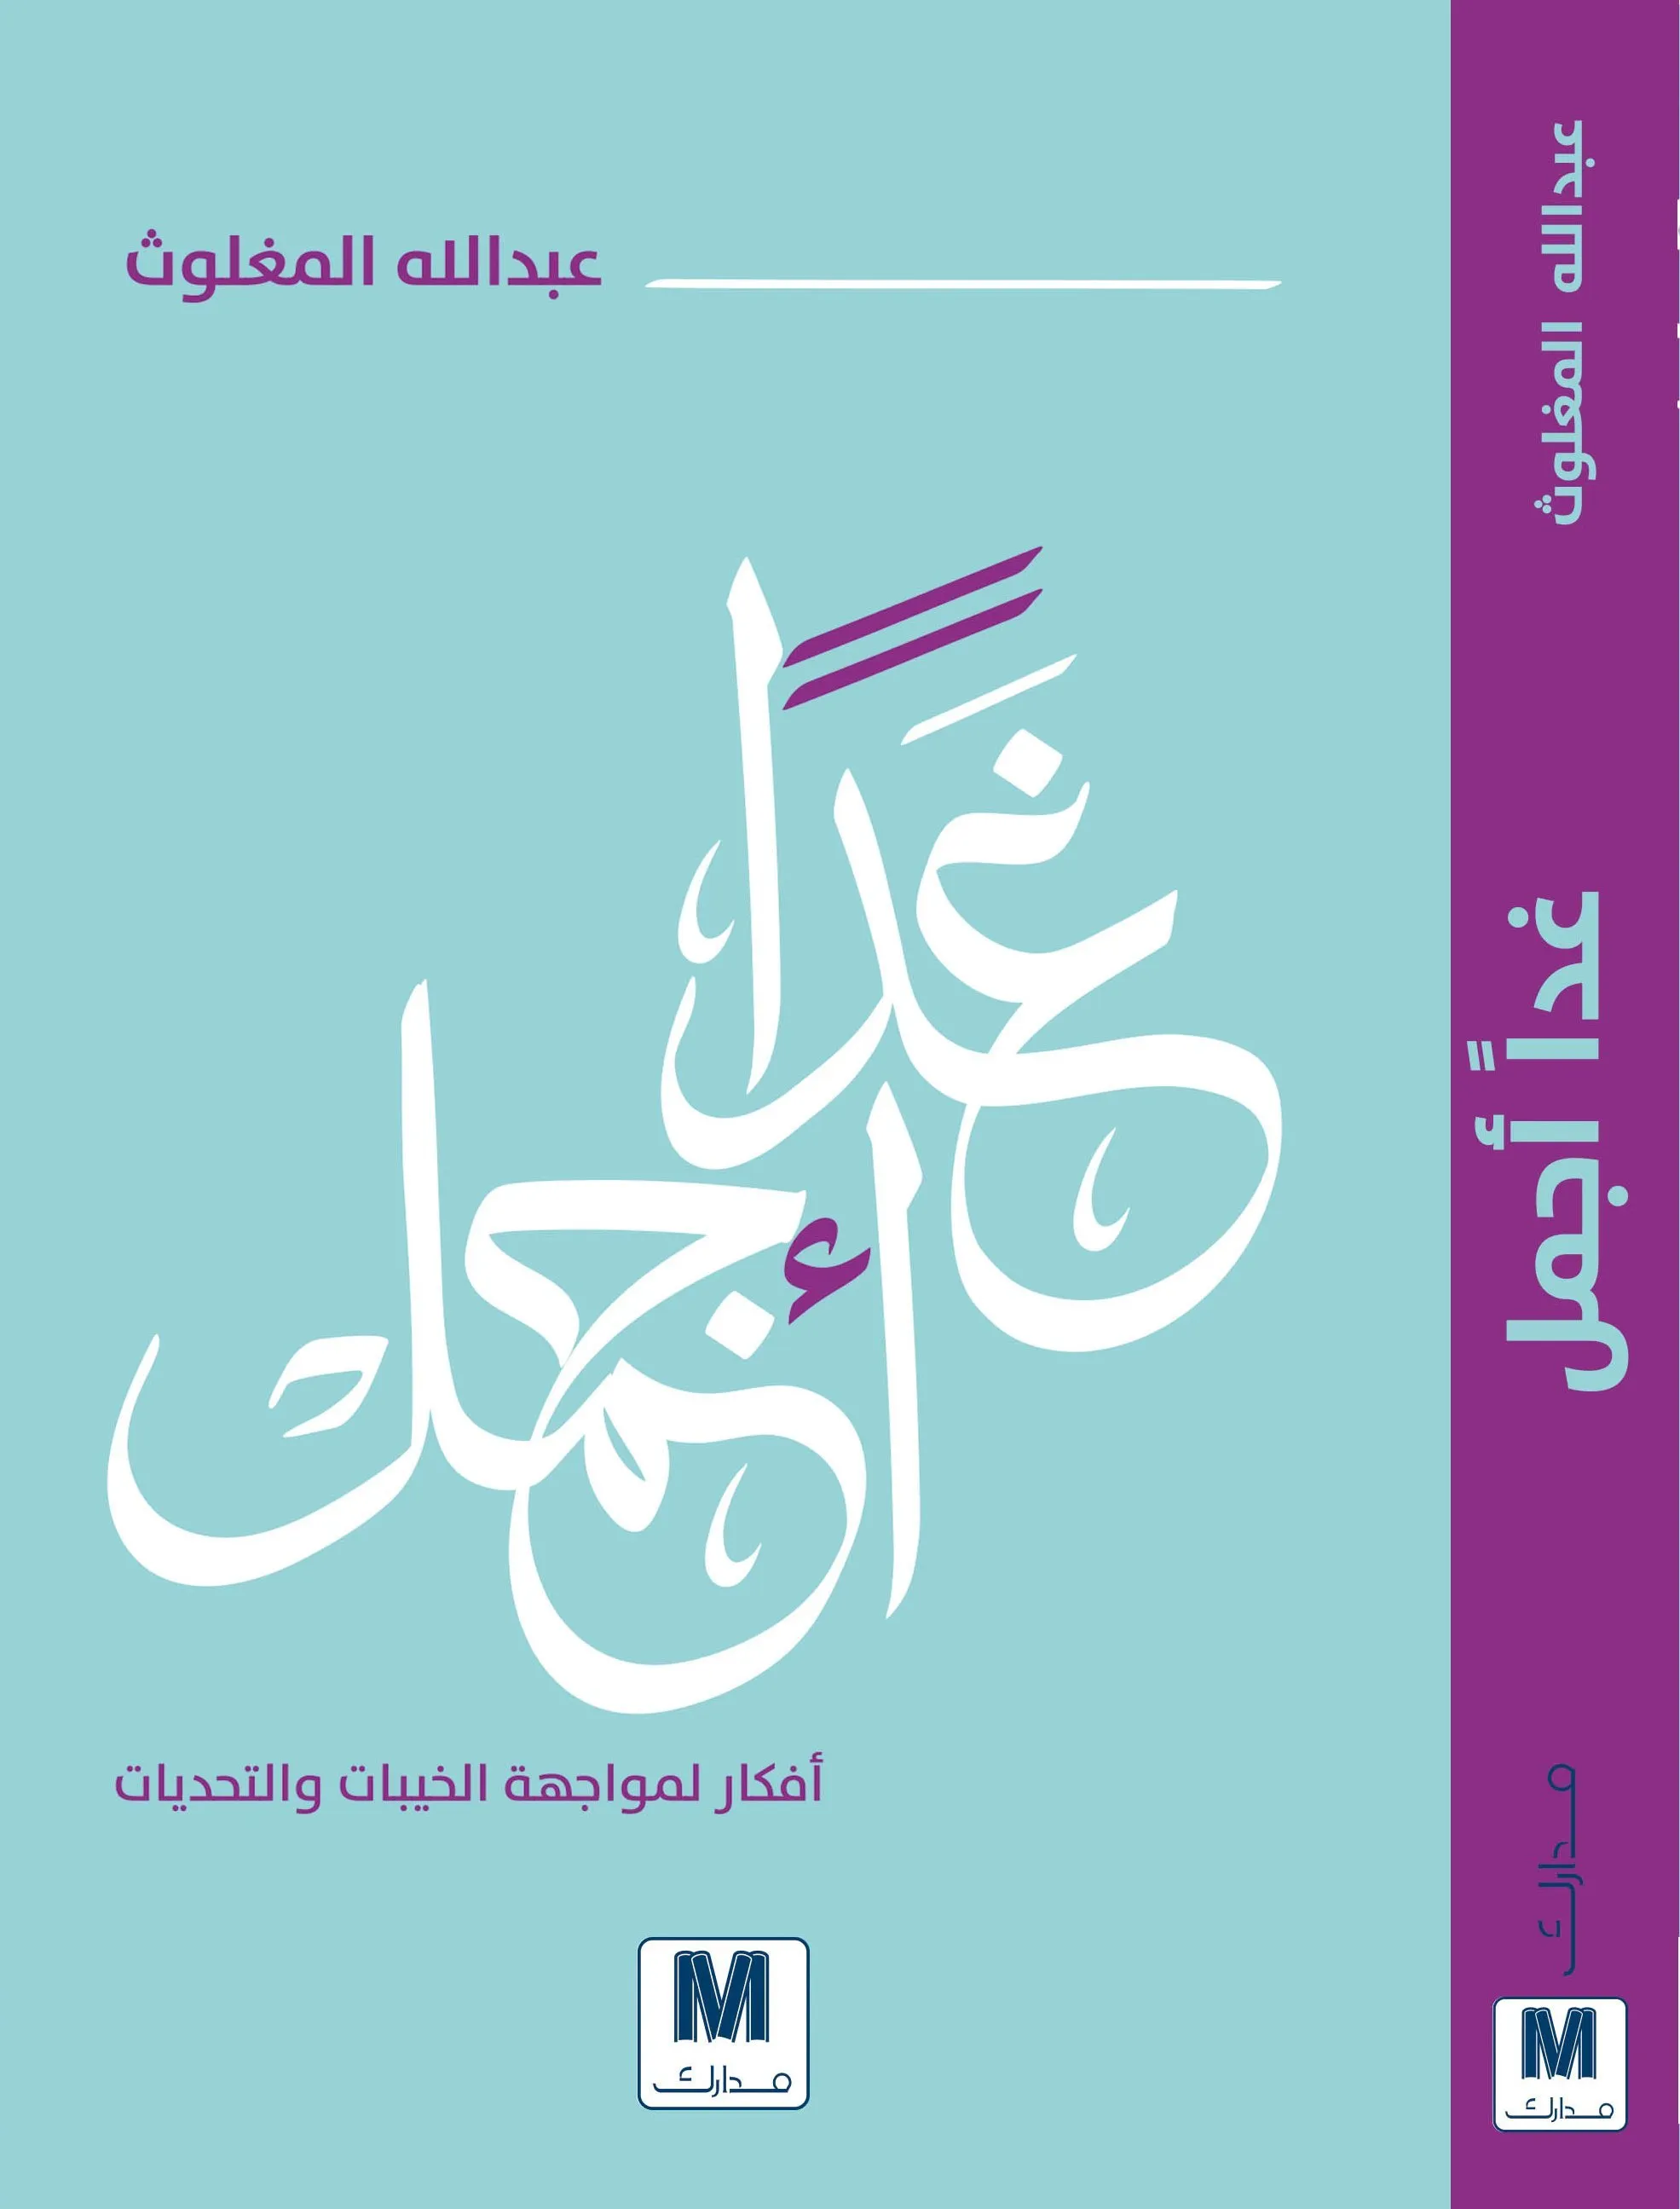 عبدالله المغلوث
غداً
أجمل
أفكار لمواجهة الخيبات والتحديات
M
مدارك
عبدالله المغلوث
غداً أجمل
مدارك
M
مدارك